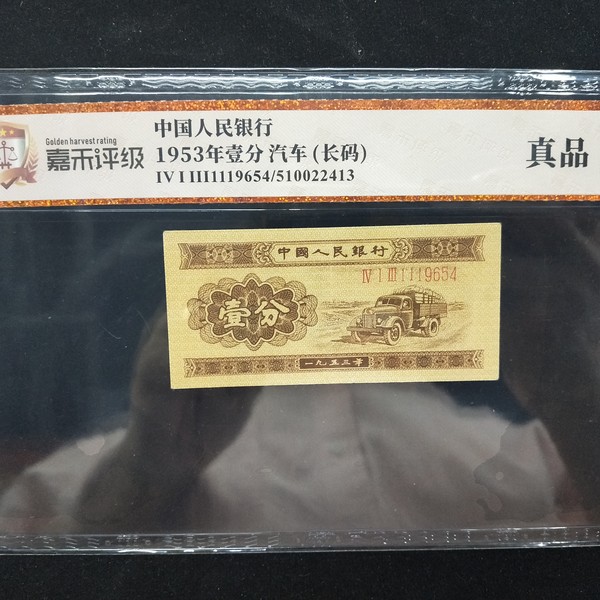 Golden harvest rating
嘉禾评级
中国人民银行
1953年壹分 汽车 (长码)
IV I III1119654/510022413
真品
中國人民銀行
IV I III 1119654
壹分
一九五三年